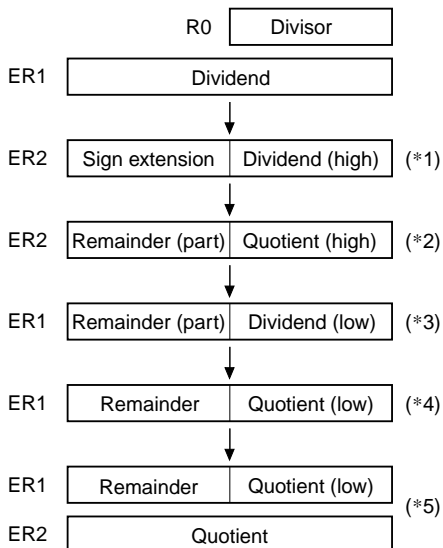 R0 Divisor
ER1 Dividend
ER2 Sign extension Dividend (high) (*1)
ER2 Remainder (part) Quotient (high) (*2)
ER1 Remainder (part) Dividend (low) (*3)
ER1 Remainder Quotient (low) (*4)
ER1 Remainder Quotient (low) (*5)
ER2 Quotient